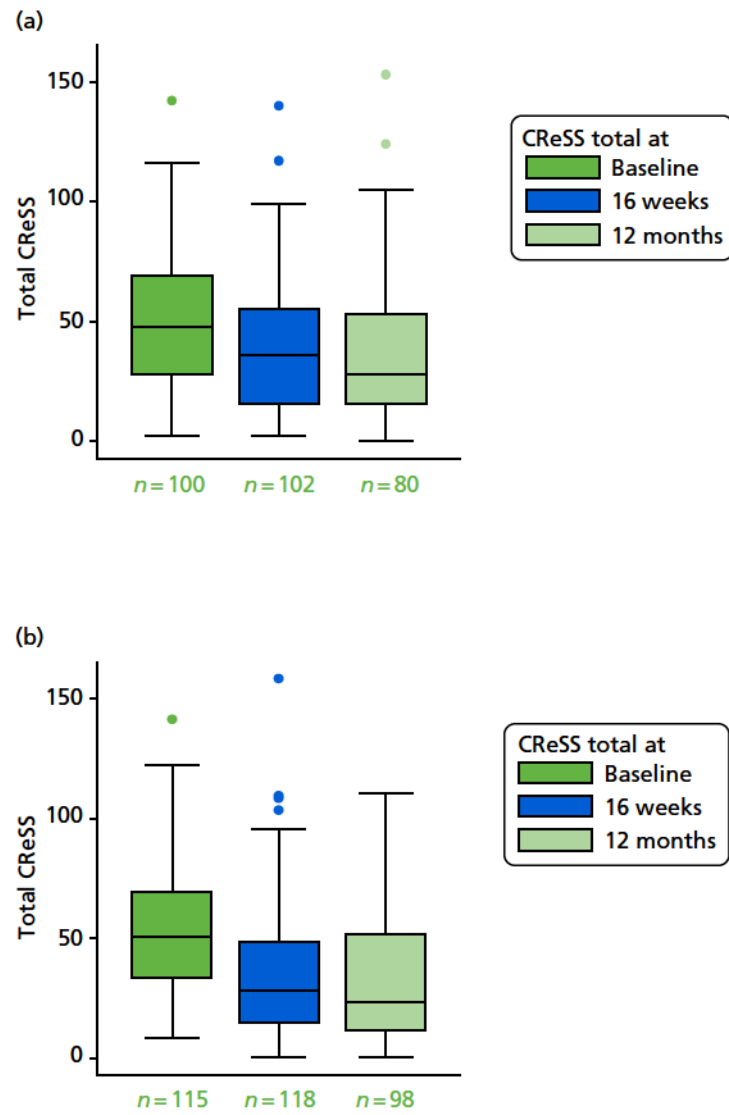 (a)
150
100
50
0
Total CReSS
n = 100
n = 102
n = 80
CReSS total at
Baseline
16 weeks
12 months
(b)
150
100
50
0
Total CReSS
n = 115
n = 118
n = 98
CReSS total at
Baseline
16 weeks
12 months